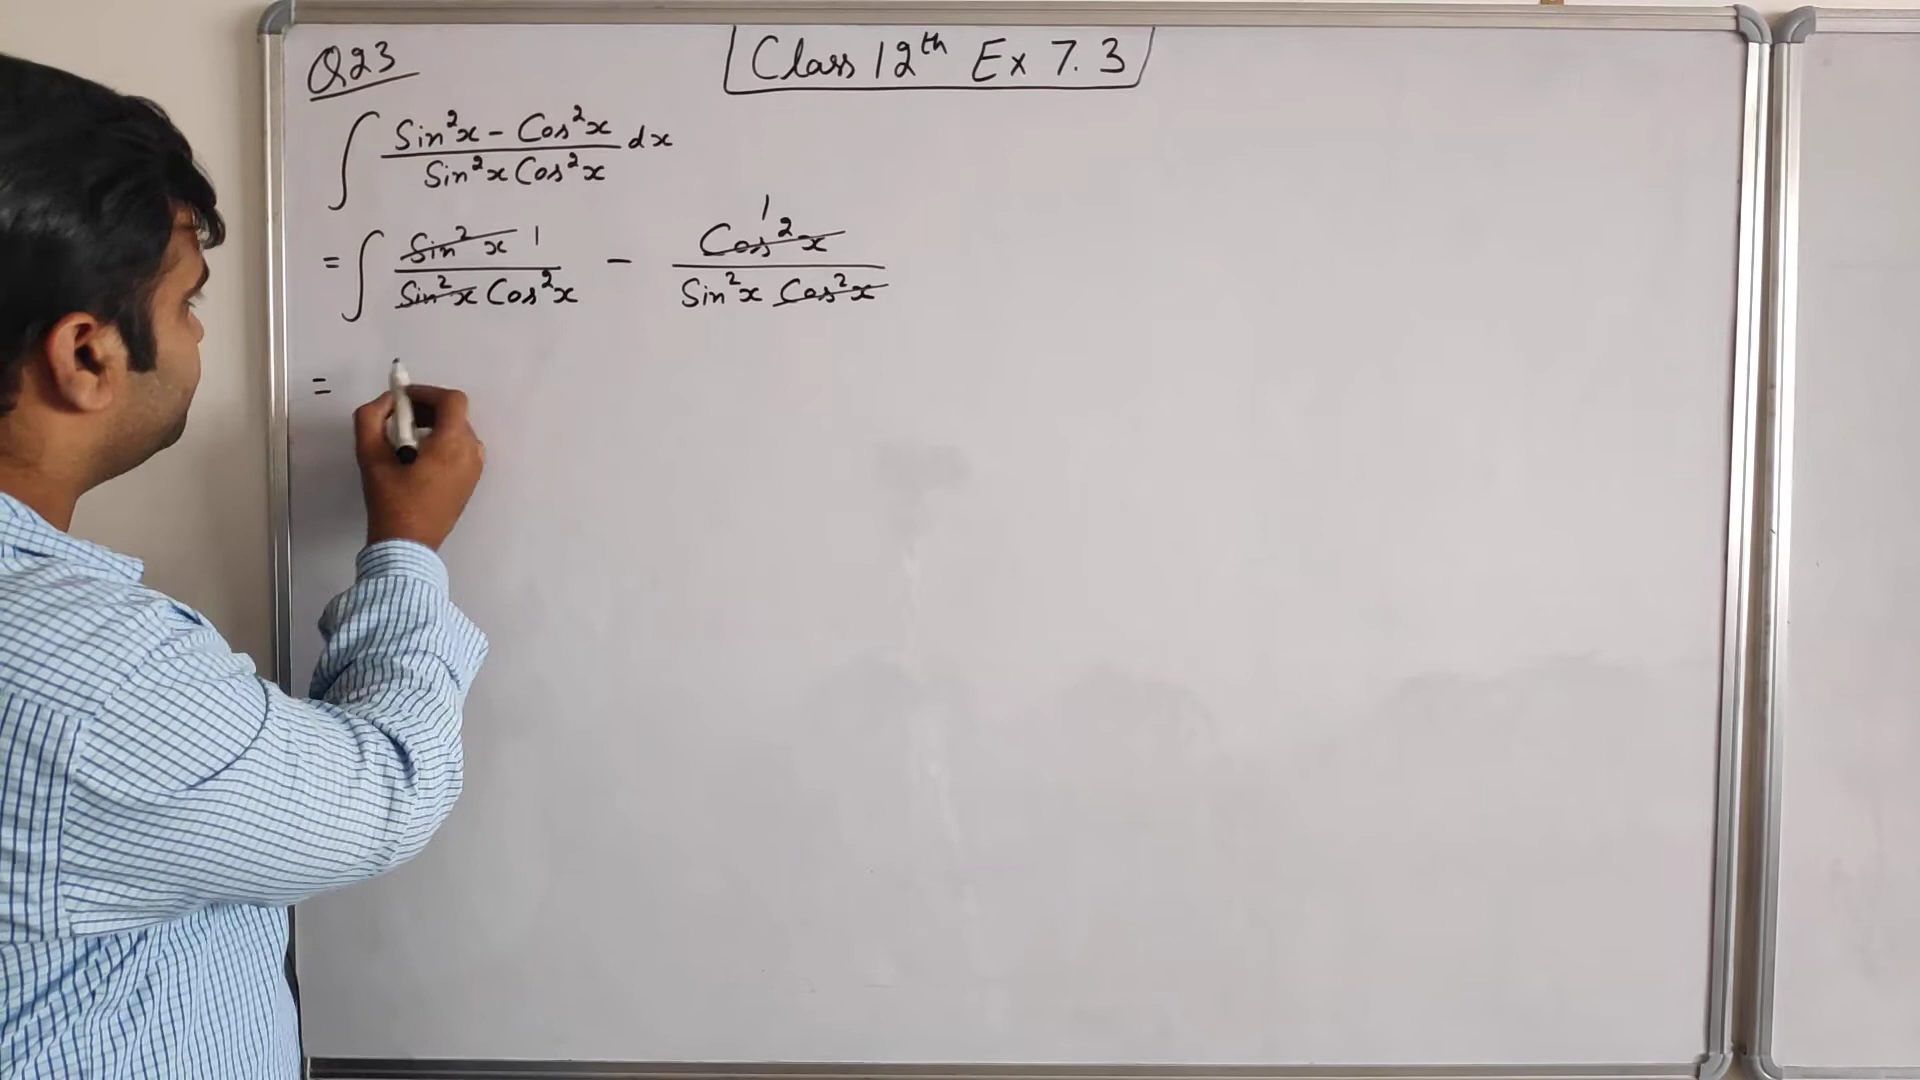 Q23
Class 12th Ex 7.3
∫ Sin²x - Cos²x / Sin²x Cos²x dx
= ∫ Sin²x 1 / Sin²x Cos²x - Cos²x 1 / Sin²x Cos²x
=